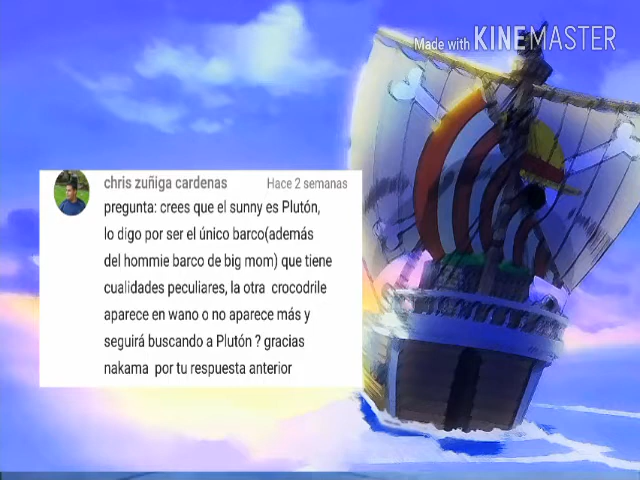 Made with KINEMASTER
chris zuñiga cardenas Hace 2 semanas
pregunta: crees que el sunny es Plutón,
lo digo por ser el único barco(además
del hommie barco de big mom) que tiene
cualidades peculiares, la otra crocodrile
aparece en wano o no aparece más y
seguirá buscando a Plutón ? gracias
nakama por tu respuesta anterior